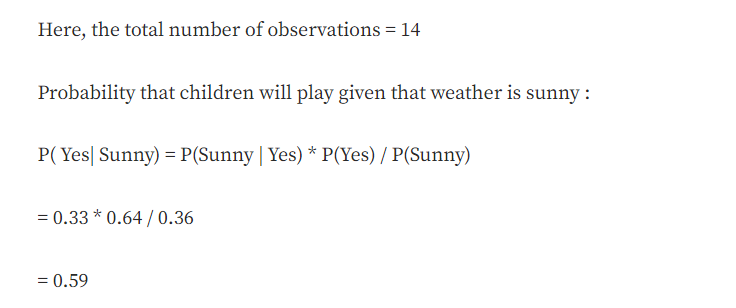 Here, the total number of observations = 14
Probability that children will play given that weather is sunny :
P( Yes| Sunny) = P(Sunny | Yes) * P(Yes) / P(Sunny)
= 0.33 * 0.64 / 0.36
= 0.59